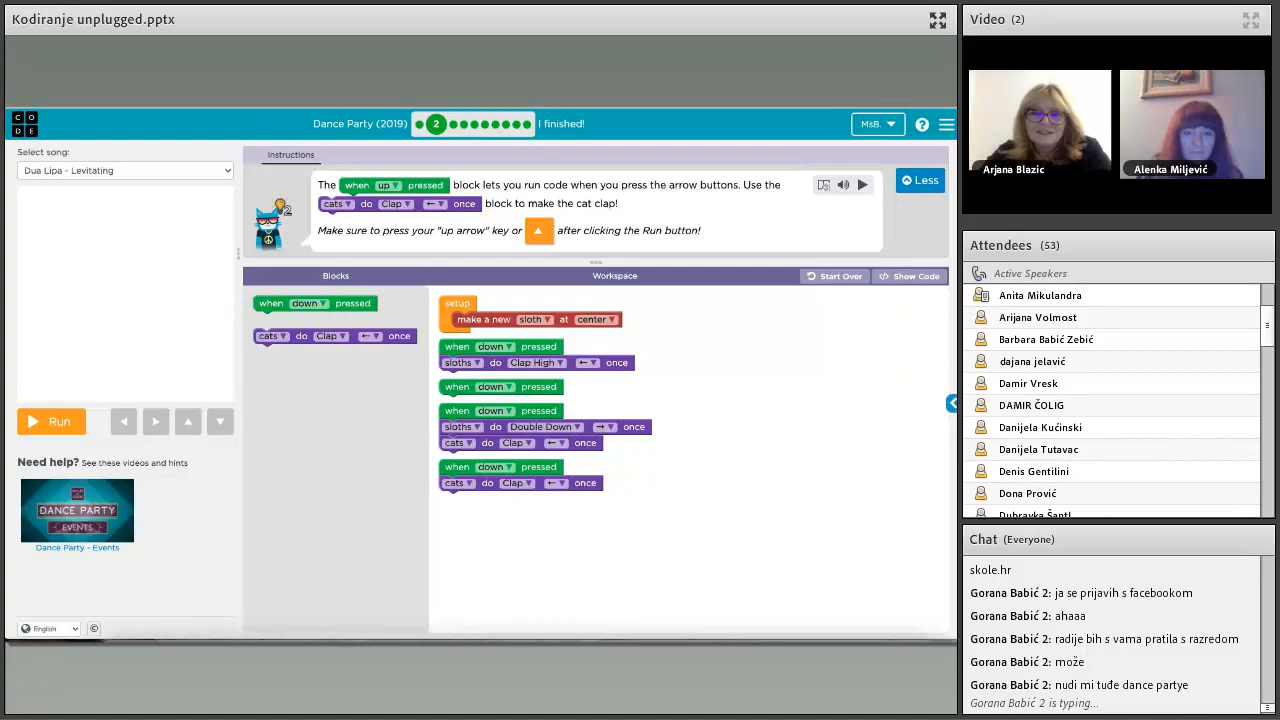 Kodiranje unplugged.pptx
CODE
Dance Party (2019)
2
I finished!
MsB.
?
Select song:
Dua Lipa - Levitating
Instructions
2
The when up pressed block lets you run code when you press the arrow buttons. Use the
cats do Clap ← once block to make the cat clap!
Make sure to press your "up arrow" key or after clicking the Run button!
Less
Blocks
Workspace
Start Over
</> Show Code
when down pressed
cats do Clap ← once
setup
make a new sloth at center
when down pressed
sloths do Clap High ← once
when down pressed
when down pressed
sloths do Double Down → once
cats do Clap ← once
when down pressed
cats do Clap ← once
Run
Need help? See these videos and hints
DANCE PARTY
EVENTS
Dance Party - Events
English
©
Video (2)
Arjana Blazic
Alenka Miljević
Attendees (53)
Active Speakers
Anita Mikulandra
Arijana Volmost
Barbara Babić Zebić
dajana jelavić
Damir Vresk
DAMIR ČOLIG
Danijela Kućinski
Danijela Tutavac
Denis Gentilini
Dona Prović
Dubravka Šantl
Chat (Everyone)
skole.hr
Gorana Babić 2: ja se prijavih s facebookom
Gorana Babić 2: ahaaa
Gorana Babić 2: radije bih s vama pratila s razredom
Gorana Babić 2: može
Gorana Babić 2: nudi mi tuđe dance partye
Gorana Babić 2 is typing...